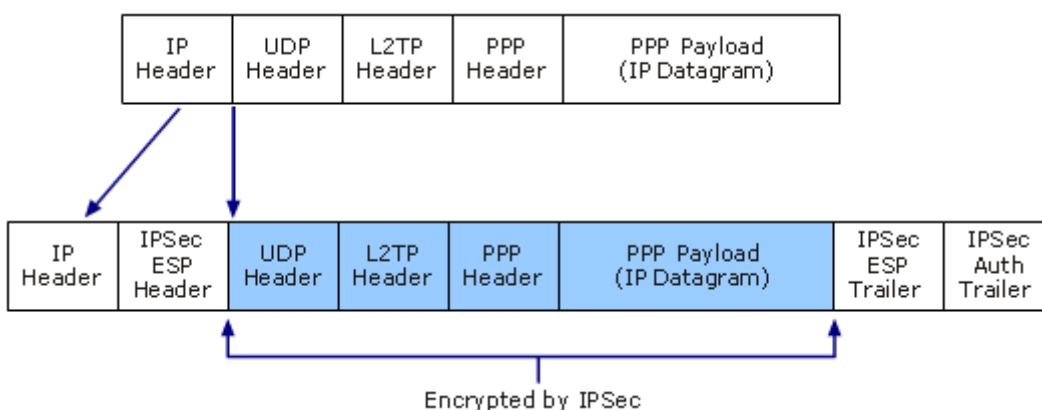 IP
Header
UDP
Header
L2TP
Header
PPP
Header
PPP Payload
(IP Datagram)
IP
Header
IPSec
ESP
Header
UDP
Header
L2TP
Header
PPP
Header
PPP Payload
(IP Datagram)
IPSec
ESP
Trailer
IPSec
Auth
Trailer
Encrypted by IPSec